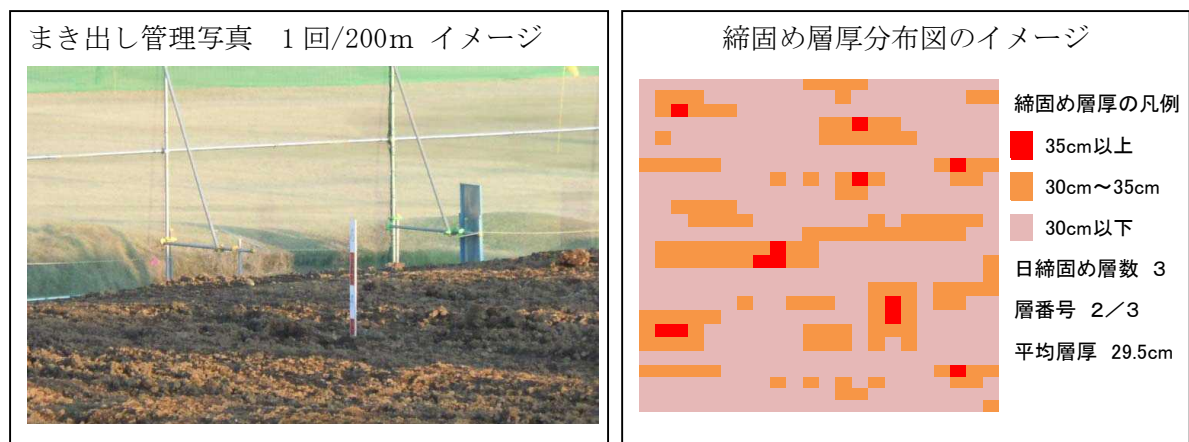 まき出し管理写真　1回/200m イメージ
締固め層厚分布図のイメージ
締固め層厚の凡例
35cm以上
30cm～35cm
30cm以下
日締固め層数 3
層番号 2／3
平均層厚 29.5cm